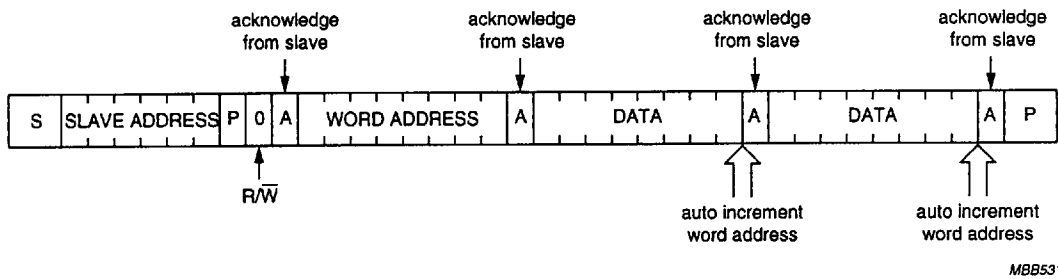 acknowledge
from slave
acknowledge
from slave
acknowledge
from slave
acknowledge
from slave
S SLAVE ADDRESS P 0 A WORD ADDRESS A DATA A DATA A P
R/W̅
auto increment
word address
auto increment
word address